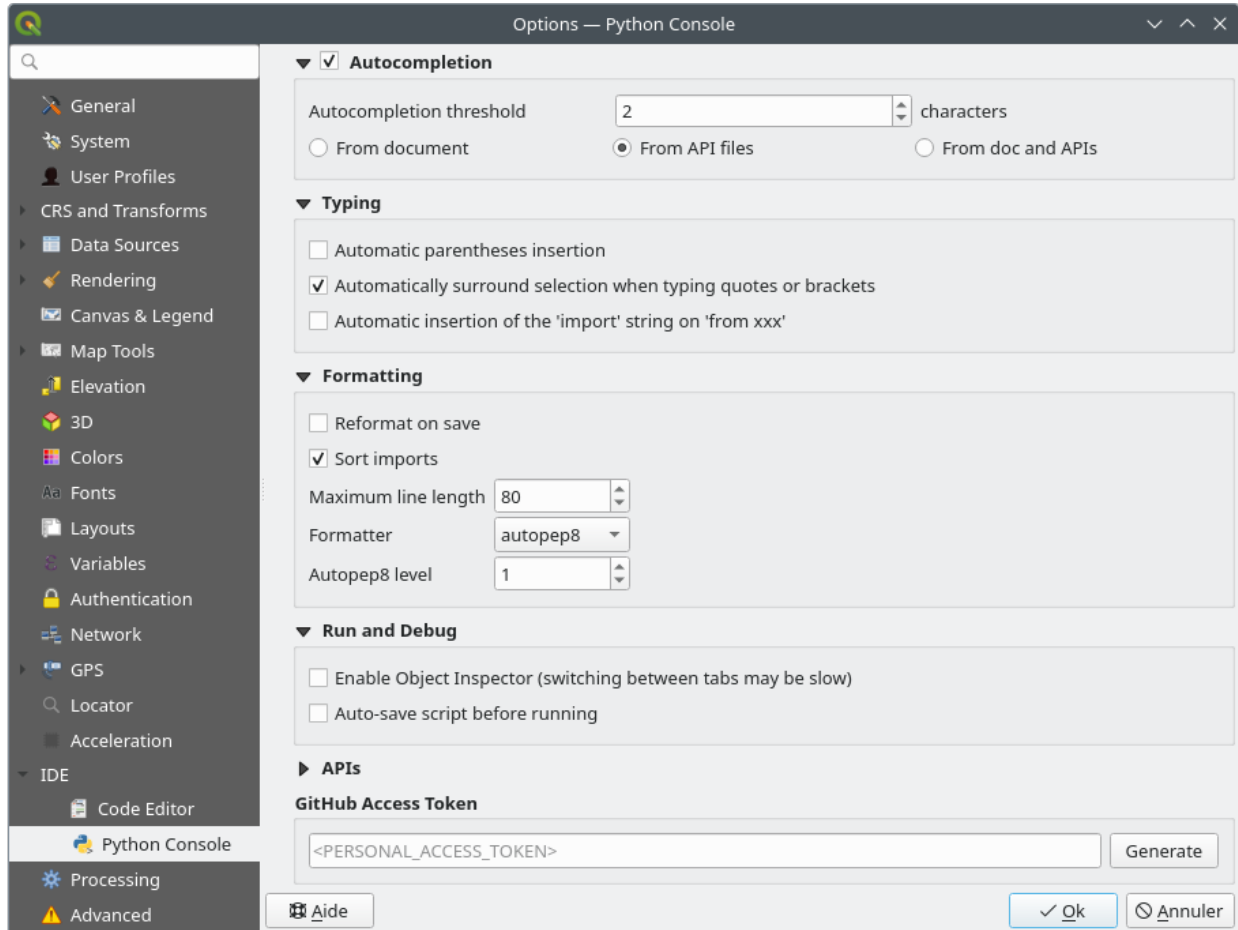 Options — Python Console
General
System
User Profiles
CRS and Transforms
Data Sources
Rendering
Canvas & Legend
Map Tools
Elevation
3D
Colors
Fonts
Layouts
Variables
Authentication
Network
GPS
Locator
Acceleration
IDE
Code Editor
Python Console
Processing
Advanced
Autocompletion
Autocompletion threshold 2 characters
From document From API files From doc and APIs
Typing
Automatic parentheses insertion
Automatically surround selection when typing quotes or brackets
Automatic insertion of the 'import' string on 'from xxx'
Formatting
Reformat on save
Sort imports
Maximum line length 80
Formatter autopep8
Autopep8 level 1
Run and Debug
Enable Object Inspector (switching between tabs may be slow)
Auto-save script before running
APIs
GitHub Access Token
<PERSONAL_ACCESS_TOKEN> Generate
Aide Ok Annuler